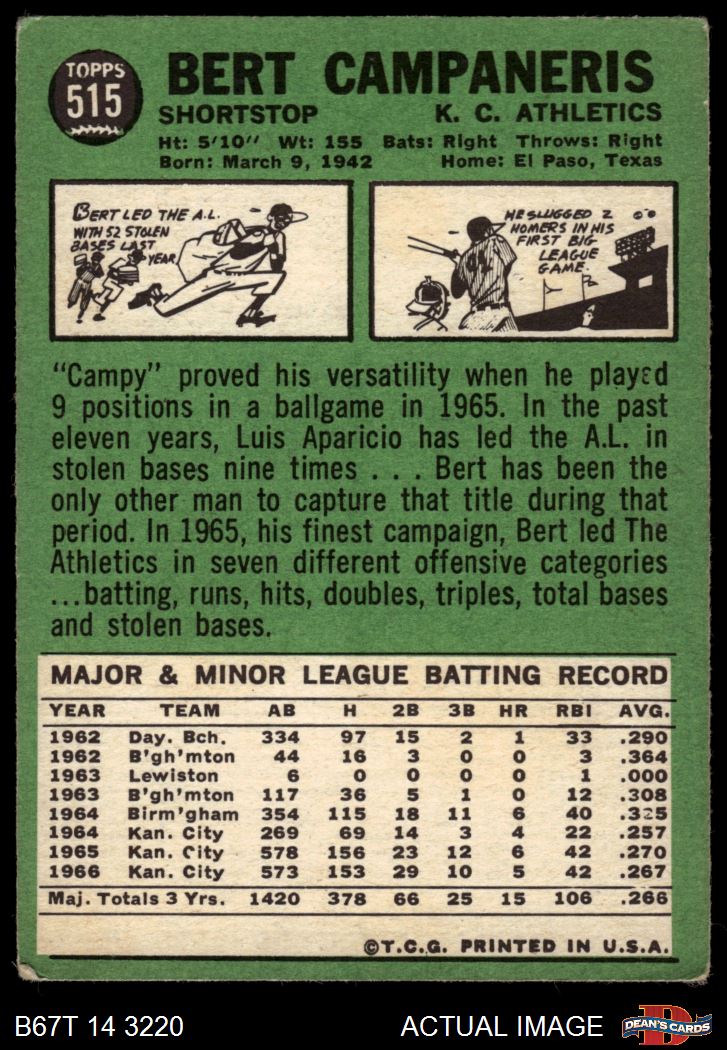 TOPPS
515
BERT CAMPANERIS
SHORTSTOP K. C. ATHLETICS
Ht: 5'10" Wt: 155 Bats: Right Throws: Right
Born: March 9, 1942 Home: El Paso, Texas
BERT LED THE A.L.
WITH 52 STOLEN
BASES LAST
YEAR
HE SLUGGED 2
HOMERS IN HIS
FIRST BIG
LEAGUE
GAME.
"Campy" proved his versatility when he played
9 positions in a ballgame in 1965. In the past
eleven years, Luis Aparicio has led the A.L. in
stolen bases nine times . . . Bert has been the
only other man to capture that title during that
period. In 1965, his finest campaign, Bert led The
Athletics in seven different offensive categories
...batting, runs, hits, doubles, triples, total bases
and stolen bases.
MAJOR & MINOR LEAGUE BATTING RECORD
YEAR TEAM AB H 2B 3B HR RBI AVG.
1962 Day. Bch. 334 97 15 2 1 33 .290
1962 B'gh'mton 44 16 3 0 0 3 .364
1963 Lewiston 6 0 0 0 0 1 .000
1963 B'gh'mton 117 36 5 1 0 12 .308
1964 Birm'gham 354 115 18 11 6 40 .325
1964 Kan. City 269 69 14 3 4 22 .257
1965 Kan. City 578 156 23 12 6 42 .270
1966 Kan. City 573 153 29 10 5 42 .267
Maj. Totals 3 Yrs. 1420 378 66 25 15 106 .266
©T.C.G. PRINTED IN U.S.A.
B67T 14 3220 ACTUAL IMAGE
DEAN'S CARDS